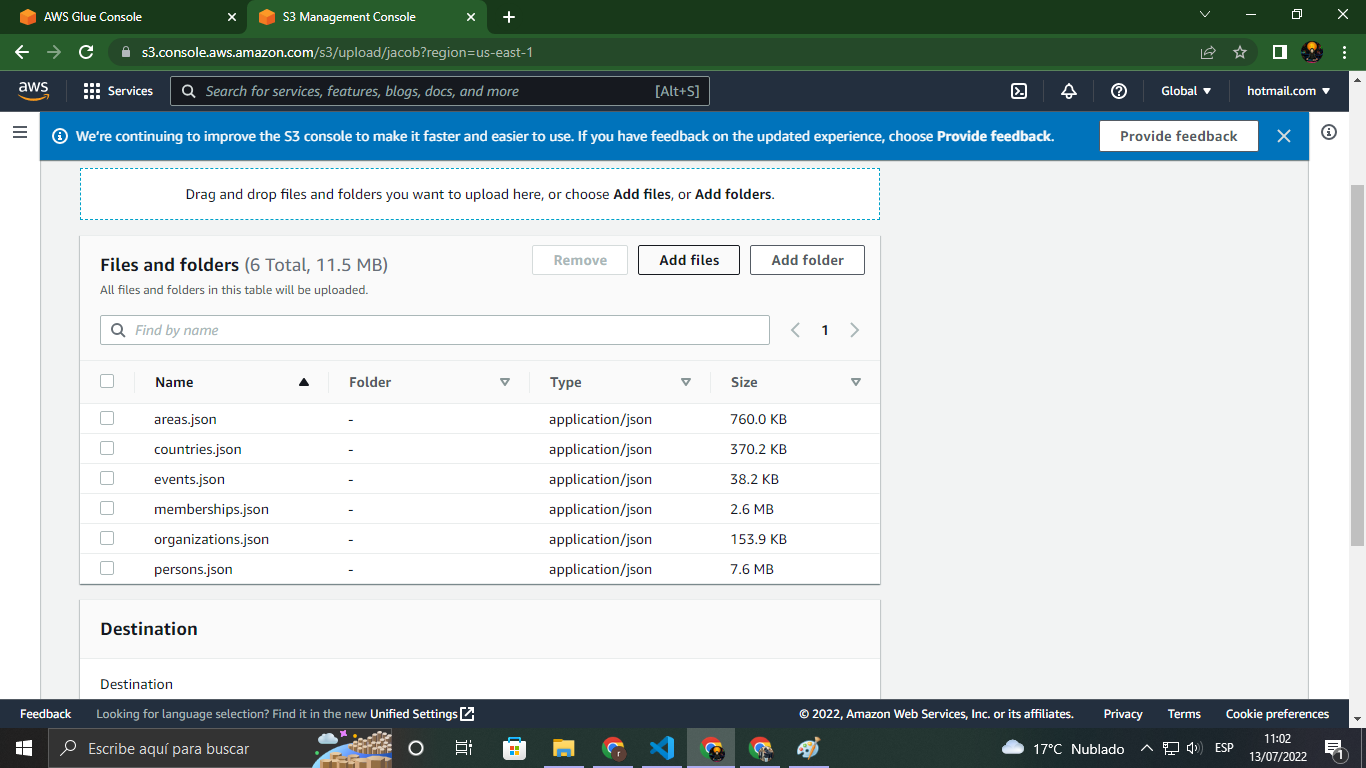 AWS Glue Console
S3 Management Console
s3.console.aws.amazon.com/s3/upload/jacob?region=us-east-1
aws
Services
Search for services, features, blogs, docs, and more
[Alt+S]
Global
hotmail.com
We're continuing to improve the S3 console to make it faster and easier to use. If you have feedback on the updated experience, choose Provide feedback.
Provide feedback
Drag and drop files and folders you want to upload here, or choose Add files, or Add folders.
Files and folders (6 Total, 11.5 MB)
Remove
Add files
Add folder
All files and folders in this table will be uploaded.
Find by name
1
Name Folder Type Size
areas.json - application/json 760.0 KB
countries.json - application/json 370.2 KB
events.json - application/json 38.2 KB
memberships.json - application/json 2.6 MB
organizations.json - application/json 153.9 KB
persons.json - application/json 7.6 MB
Destination
Destination
Feedback
Looking for language selection? Find it in the new Unified Settings
© 2022, Amazon Web Services, Inc. or its affiliates.
Privacy
Terms
Cookie preferences
Escribe aquí para buscar
17°C Nublado
ESP
11:02
13/07/2022
1